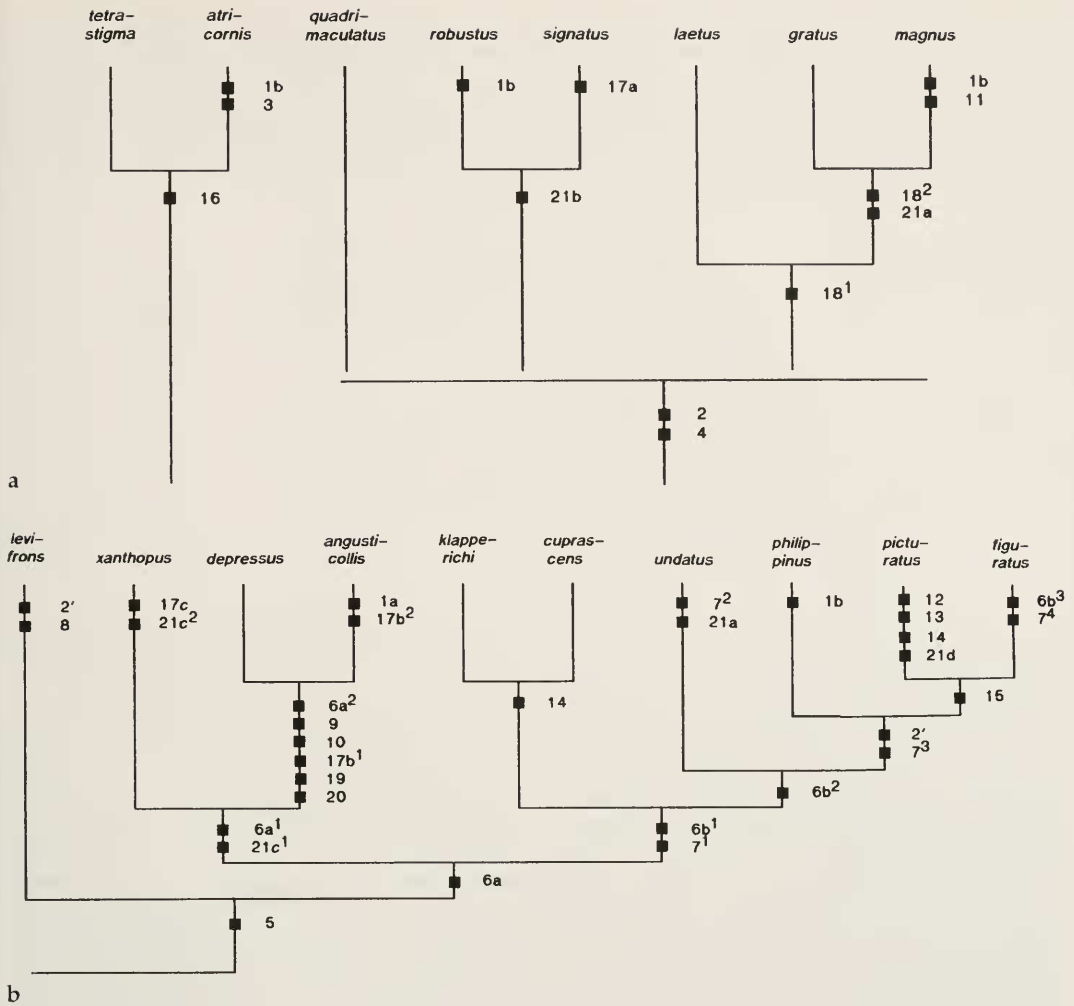 tetra–
stigma
atri
cornis
quadri–
maculatus
robustus
signatus
laetus
gratus
magnus
1b
3
1b
17a
1b
11
16
21b
18²
21a
18¹
2
4
a
levi–
frons
xanthopus
depressus
angusti–
collis
klappe–
richi
cupras–
cens
undatus
philip–
pinus
pictu–
ratus
figu–
ratus
2'
8
17c
21c²
1a
17b²
7²
21a
1b
12
13
14
21d
6b³
7⁴
6a²
9
10
17b¹
19
20
14
15
2'
7³
6b²
6a¹
21c¹
6b¹
7¹
6a
5
b